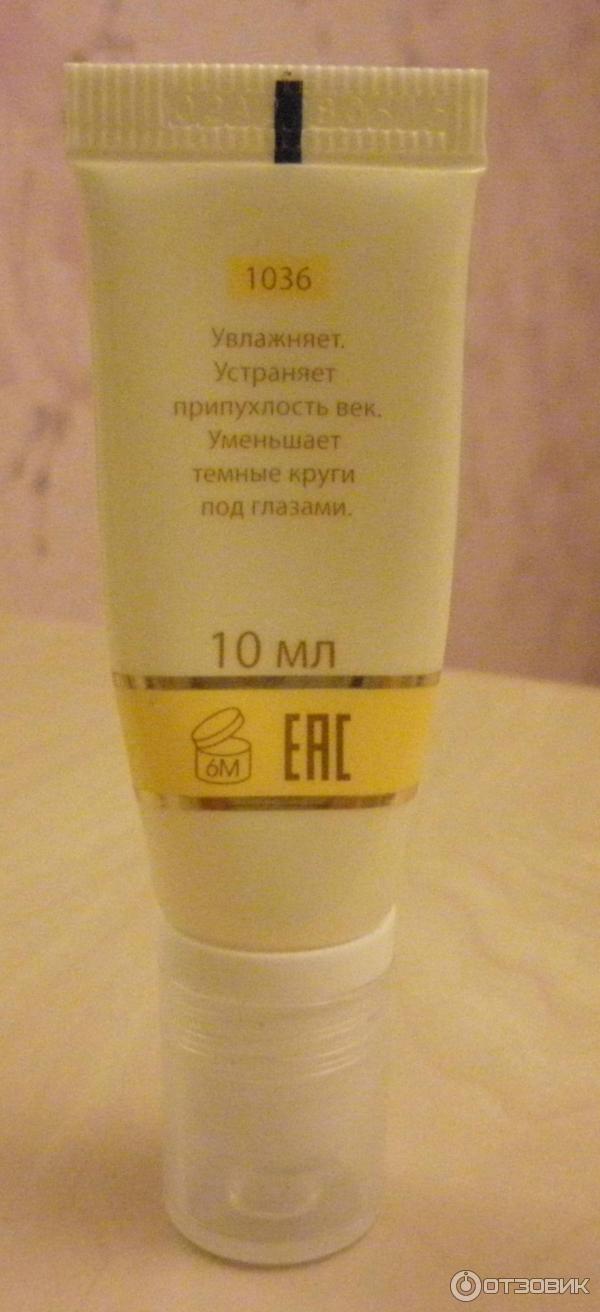 1036
Увлажняет.
Устраняет
припухлость век.
Уменьшает
темные круги
под глазами.
10 мл
6M EAC
ОТЗОВИК